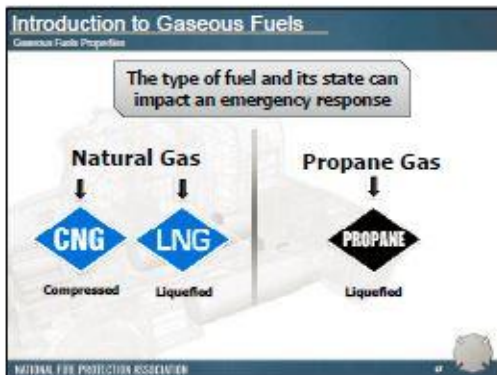 Introduction to Gaseous Fuels
Gaseous Fuels Properties
The type of fuel and its state can
impact an emergency response
Natural Gas
Propane Gas
CNG
LNG
PROPANE
Compressed
Liquefied
Liquefied
NATIONAL FIRE PROTECTION ASSOCIATION